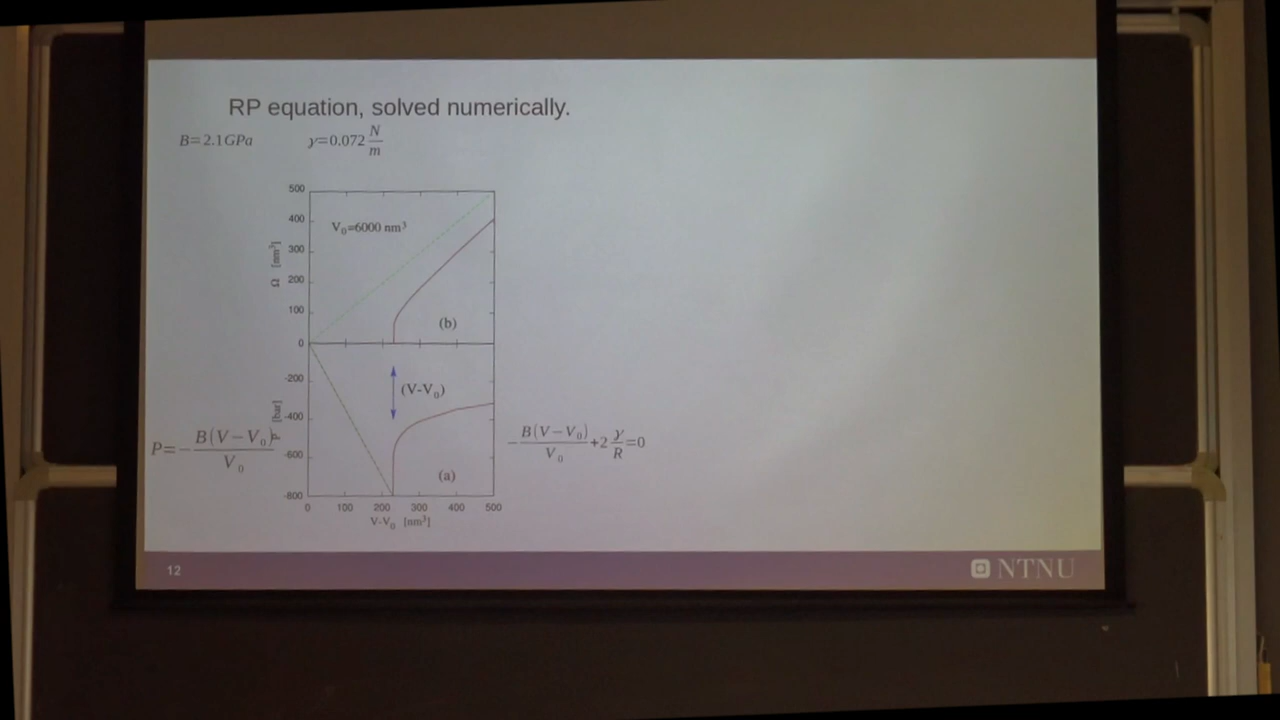 RP equation, solved numerically.
B=2.1GPa γ=0.072 N/m
500
V₀=6000 nm³
400
300
Ω [nm³]
200
100
(b)
0
-200
(V-V₀)
-400
P [bar]
P=-B(V-V₀)/V₀
-B(V-V₀)/V₀+2γ/R=0
-600
(a)
-800
0 100 200 300 400 500
V-V₀ [nm³]
12
NTNU